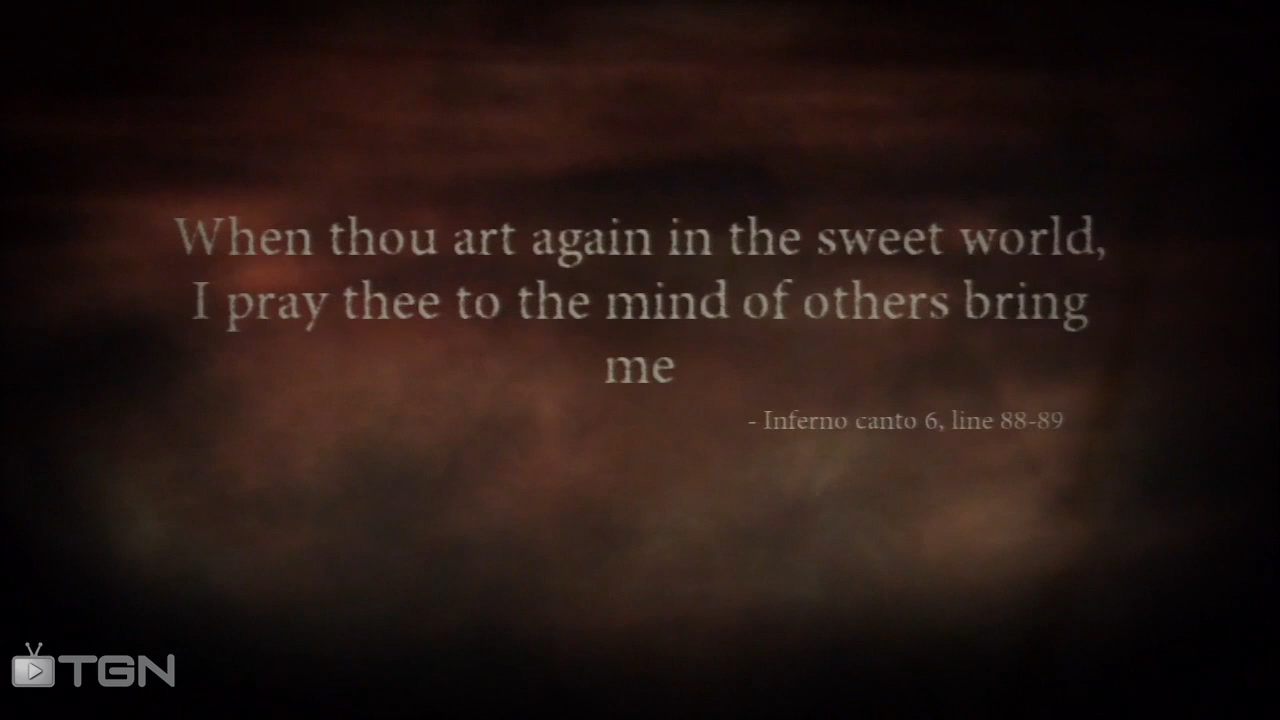 When thou art again in the sweet world,
I pray thee to the mind of others bring
me
- Inferno canto 6, line 88-89
TGN